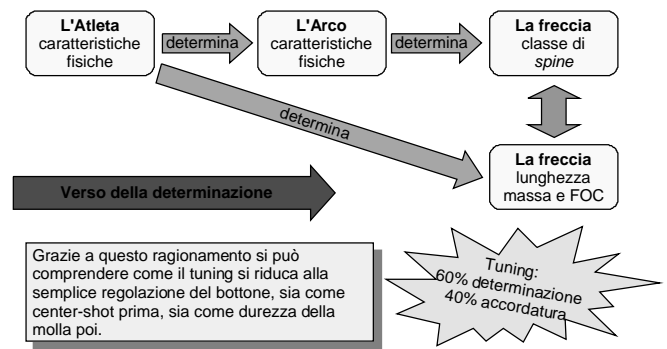 L'Atleta
caratteristiche
fisiche
determina
L'Arco
caratteristiche
fisiche
determina
La freccia
classe di
spine
determina
La freccia
lunghezza
massa e FOC
Verso della determinazione
Grazie a questo ragionamento si può
comprendere come il tuning si riduca alla
semplice regolazione del bottone, sia come
center-shot prima, sia come durezza della
molla poi.
Tuning:
60% determinazione
40% accordatura